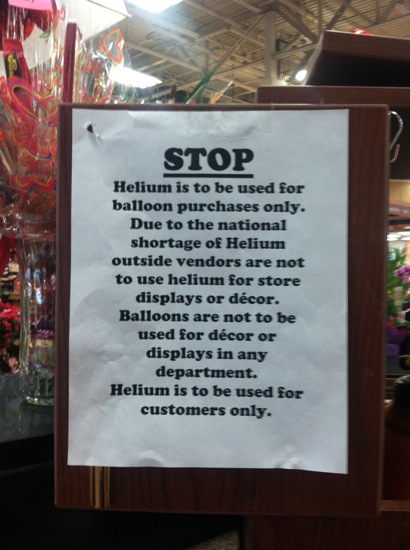 STOP
Helium is to be used for
balloon purchases only.
Due to the national
shortage of Helium
outside vendors are not
to use helium for store
displays or décor.
Balloons are not to be
used for décor or
displays in any
department.
Helium is to be used for
customers only.